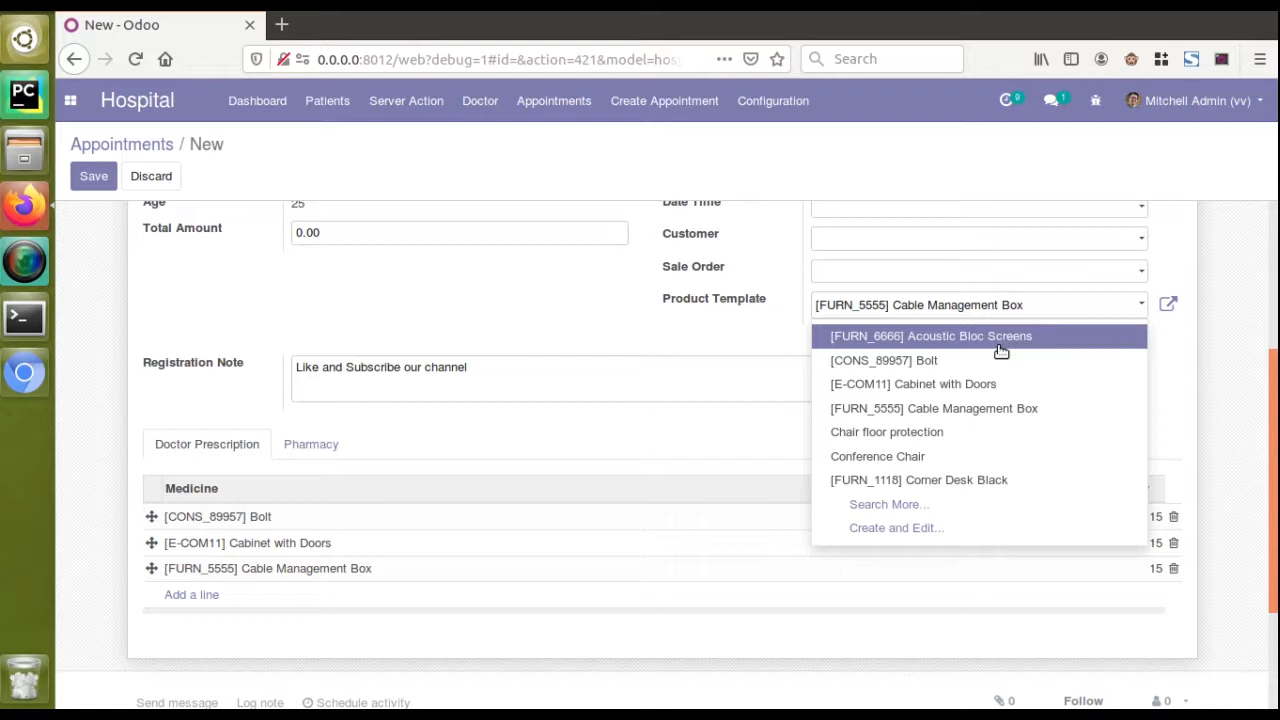 New - Odoo
0.0.0.0:8012/web?debug=1#id=&action=421&model=hos
Search
Hospital
Dashboard
Patients
Server Action
Doctor
Appointments
Create Appointment
Configuration
9
1
Mitchell Admin (vv)
Appointments / New
Save
Discard
Age
25
Date Time
Total Amount
0.00
Customer
Sale Order
Product Template
[FURN_5555] Cable Management Box
[FURN_6666] Acoustic Bloc Screens
[CONS_89957] Bolt
[E-COM11] Cabinet with Doors
[FURN_5555] Cable Management Box
Chair floor protection
Conference Chair
[FURN_1118] Corner Desk Black
Search More...
Create and Edit...
Registration Note
Like and Subscribe our channel
Doctor Prescription
Pharmacy
Medicine
[CONS_89957] Bolt
15
[E-COM11] Cabinet with Doors
15
[FURN_5555] Cable Management Box
15
Add a line
Send message
Log note
Schedule activity
0
Follow
0
PC